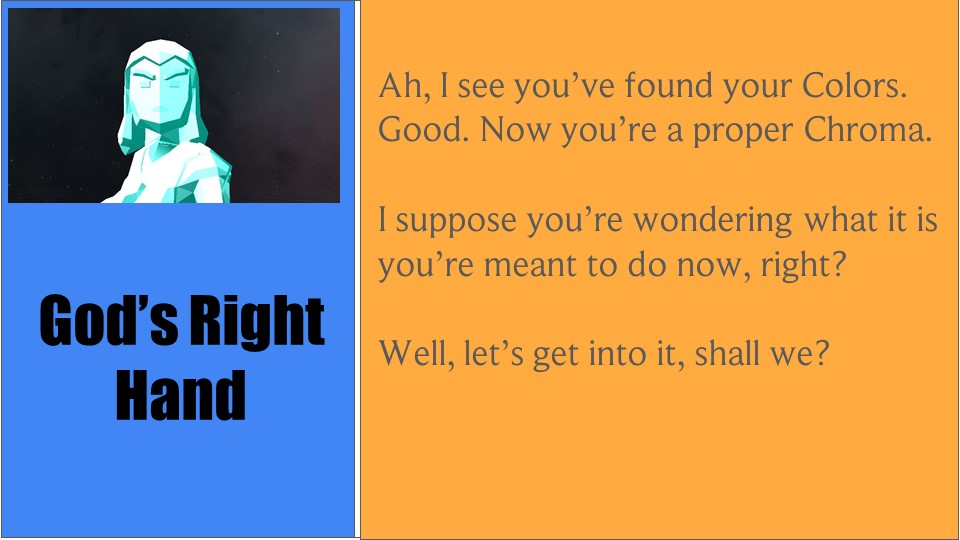 God’s Right
Hand
Ah, I see you’ve found your Colors.
Good. Now you’re a proper Chroma.
I suppose you’re wondering what it is
you’re meant to do now, right?
Well, let’s get into it, shall we?